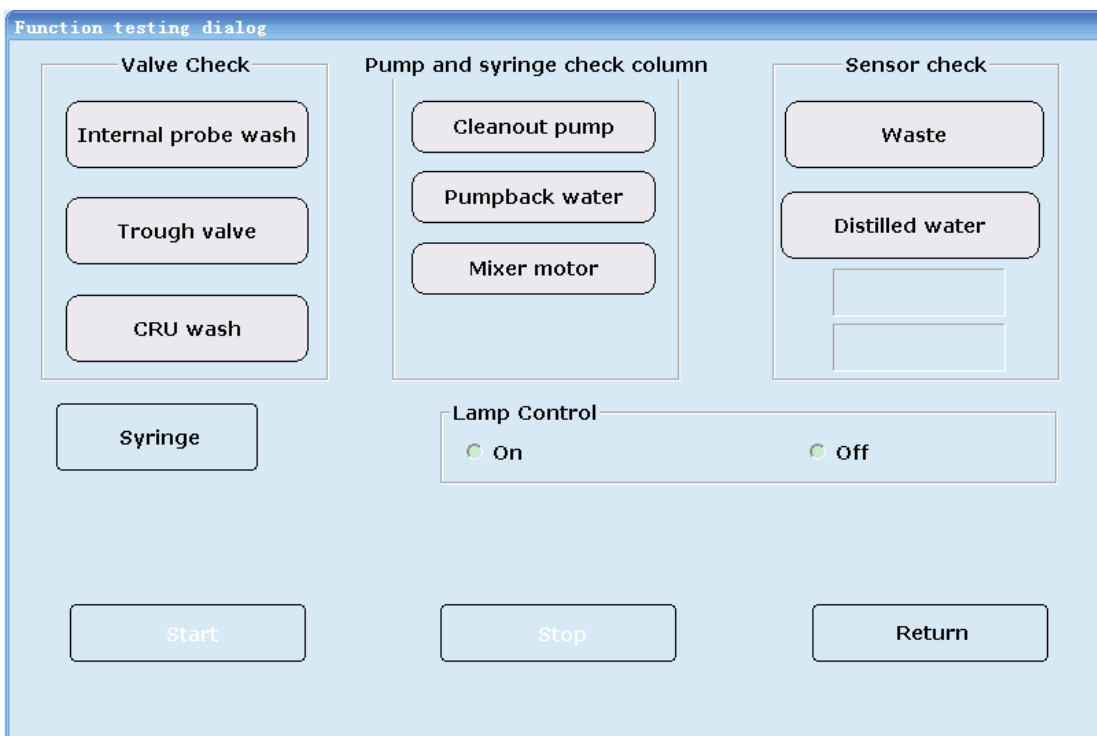 Function testing dialog
Valve Check
Internal probe wash
Trough valve
CRU wash
Pump and syringe check column
Cleanout pump
Pumpback water
Mixer motor
Sensor check
Waste
Distilled water
Syringe
Lamp Control
On
Off
Start
Stop
Return